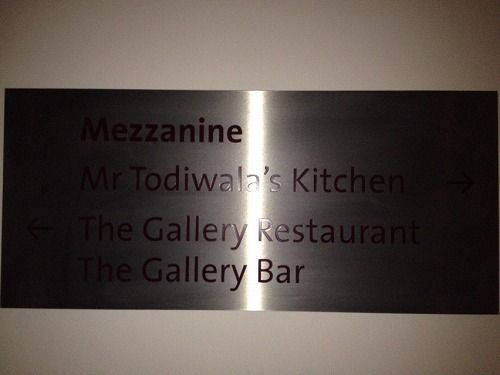 Mezzanine
Mr Todiwala's Kitchen →
← The Gallery Restaurant
The Gallery Bar